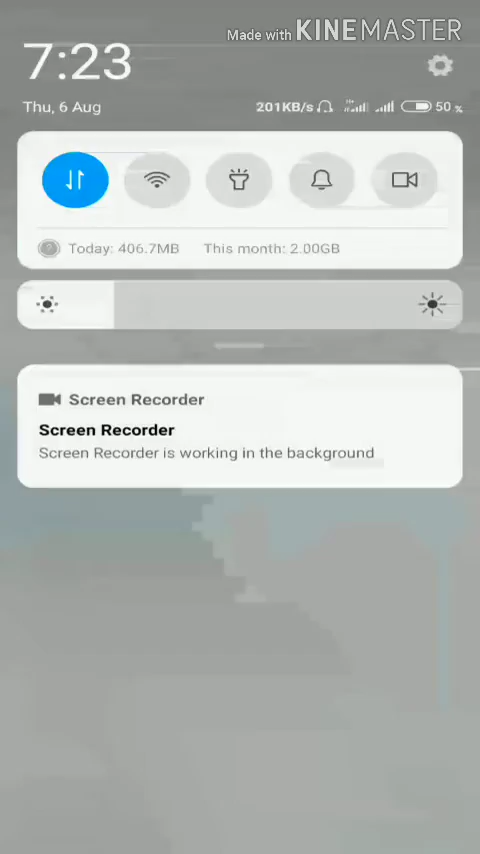 Made with KINEMASTER
7:23
Thu, 6 Aug
201KB/s
50 %
Today: 406.7MB
This month: 2.00GB
Screen Recorder
Screen Recorder
Screen Recorder is working in the background